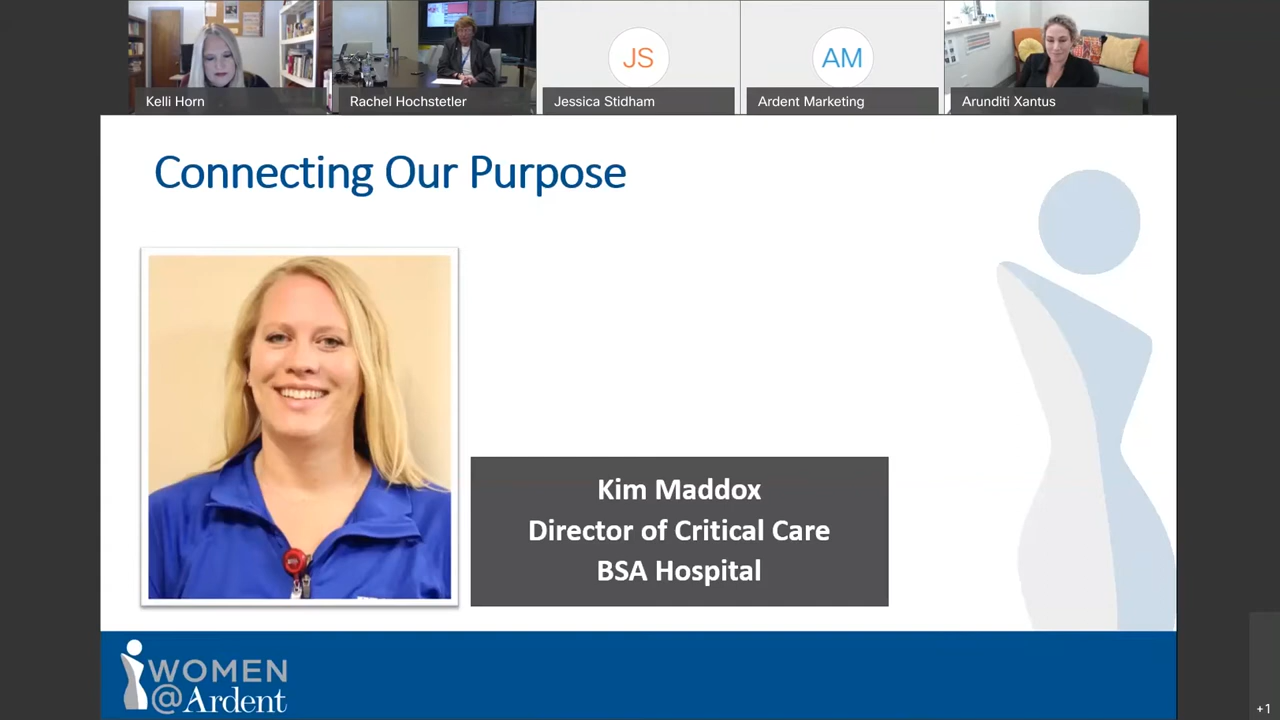 Kelli Horn
Rachel Hochstetler
JS
Jessica Stidham
AM
Ardent Marketing
Arunditi Xantus
Connecting Our Purpose
Kim Maddox
Director of Critical Care
BSA Hospital
WOMEN
@Ardent
+1